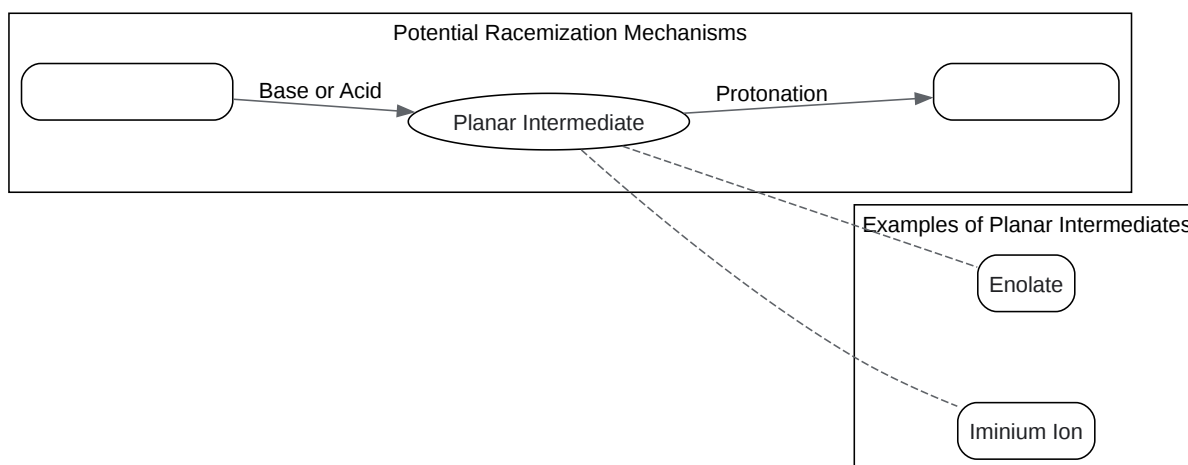 Potential Racemization Mechanisms
Base or Acid
Planar Intermediate
Protonation
Examples of Planar Intermediates
Enolate
Iminium Ion